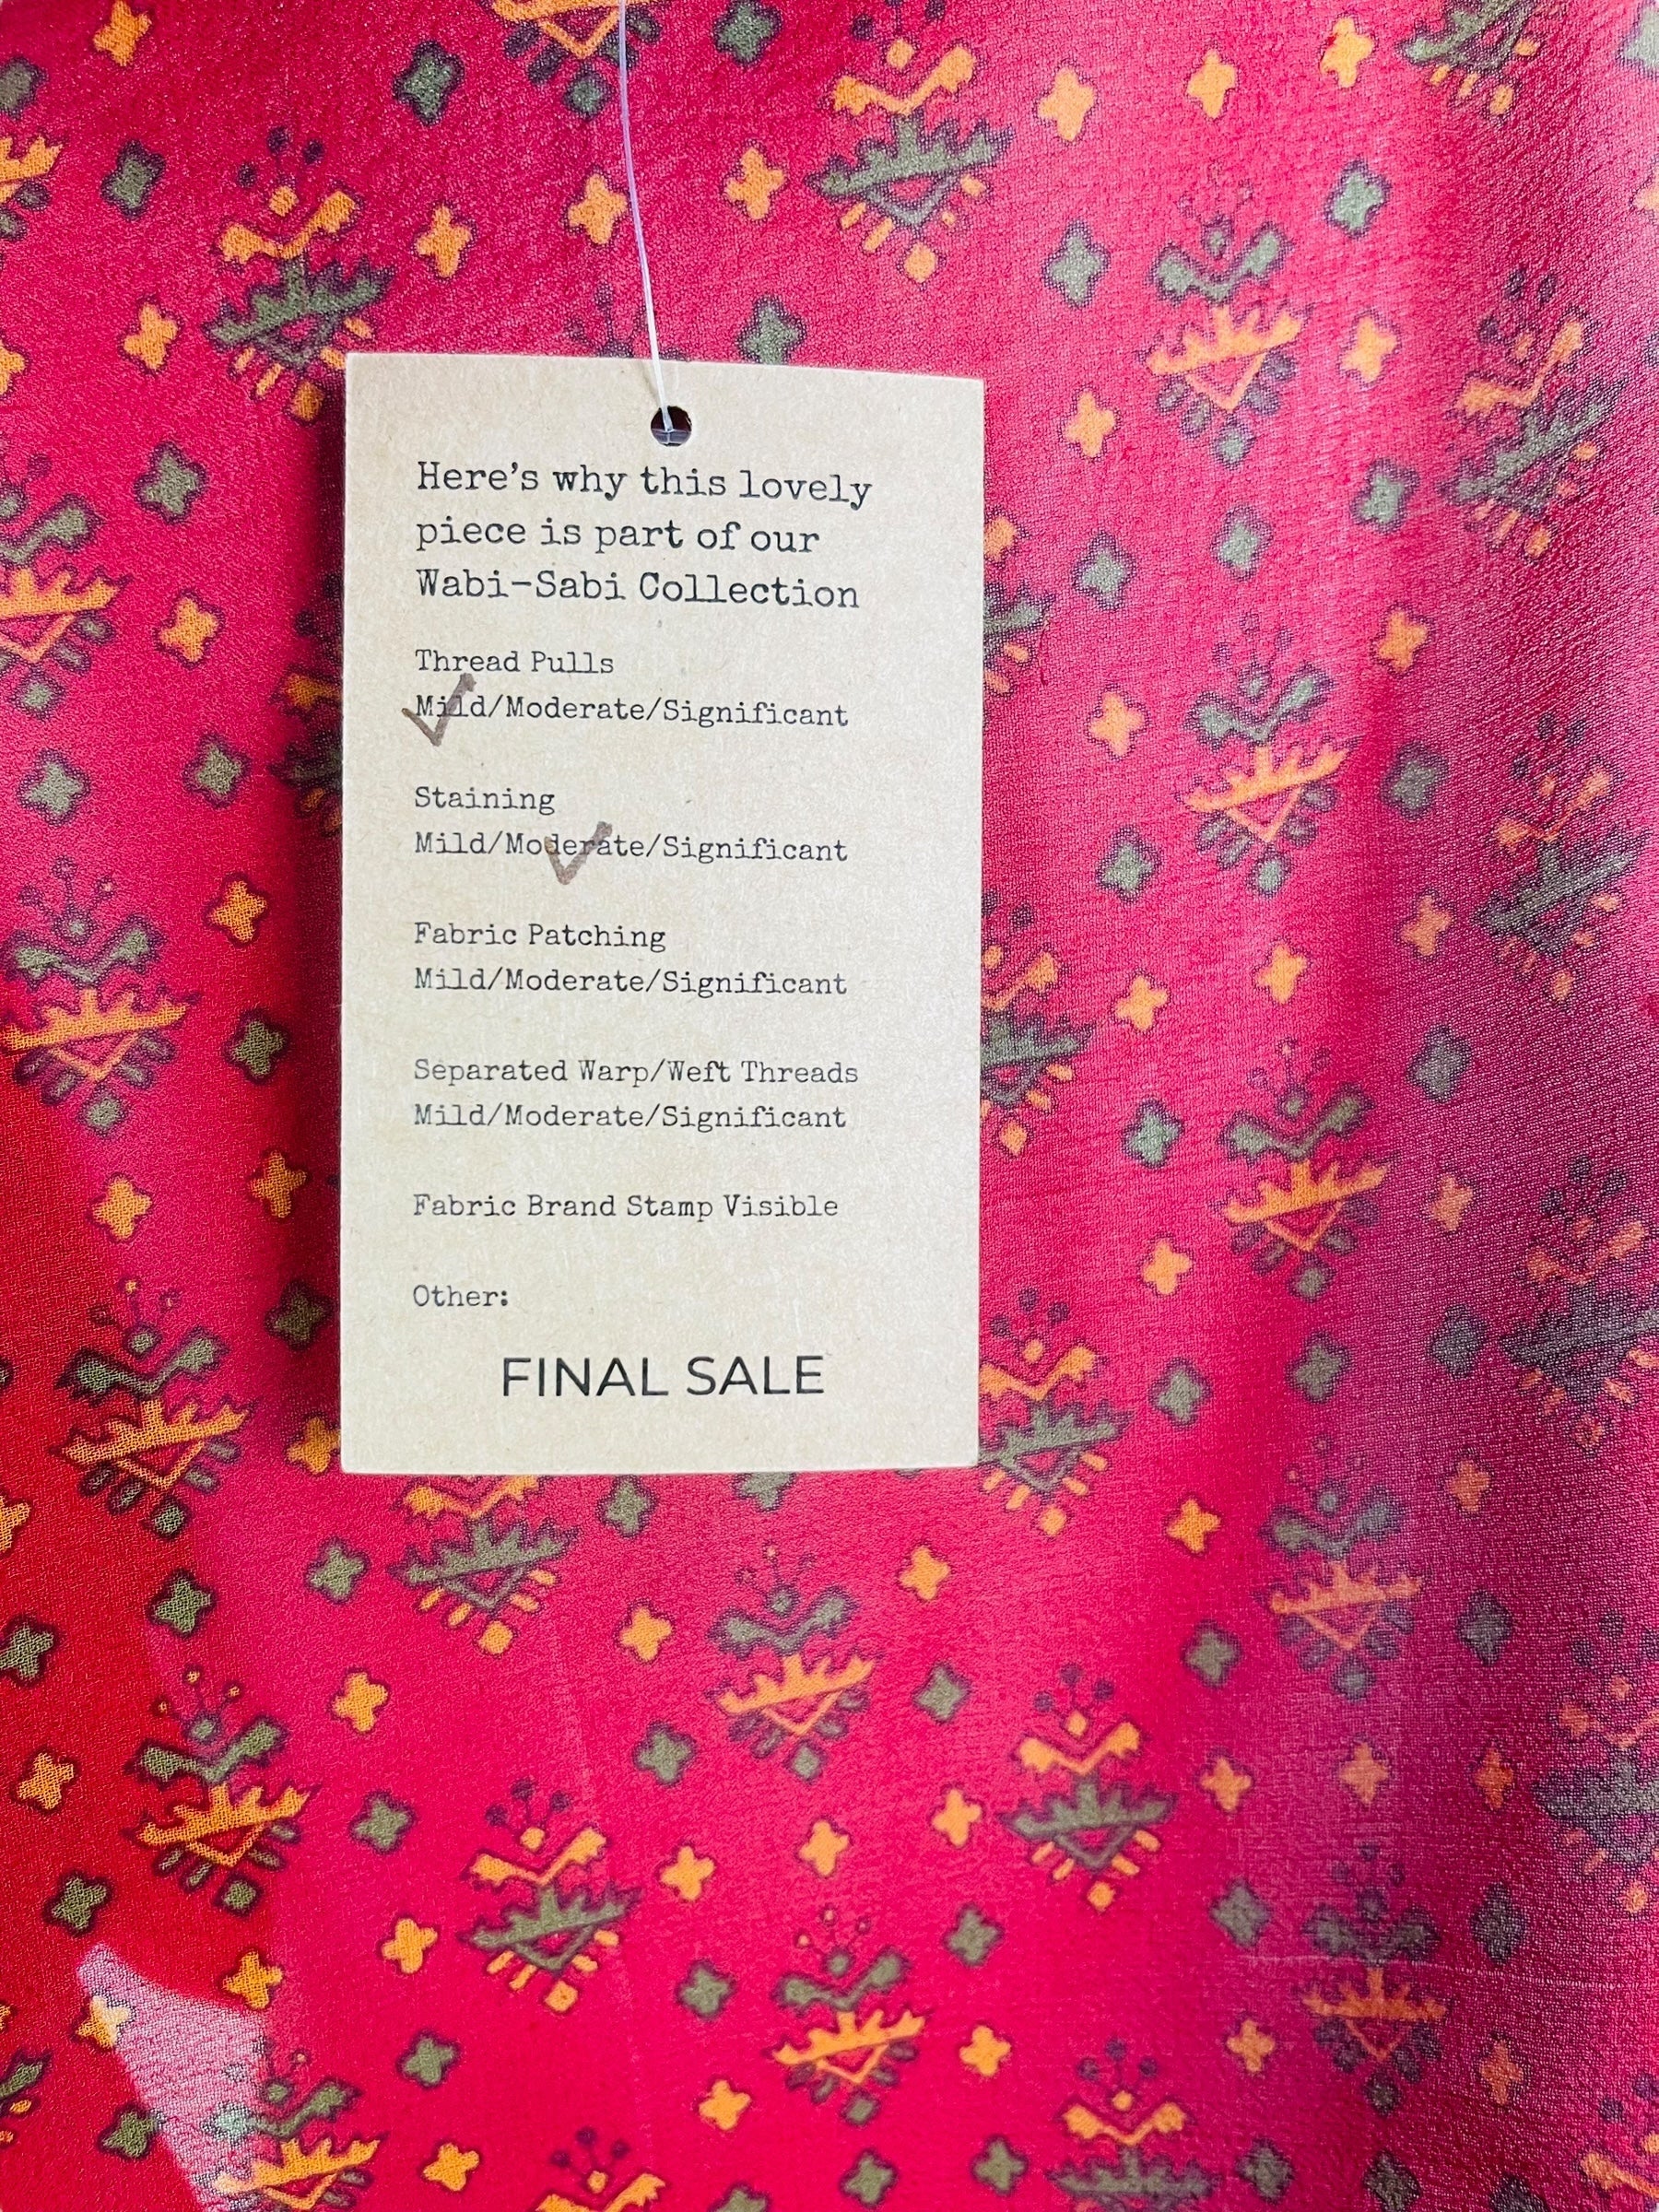 Here's why this lovely
piece is part of our
Wabi-Sabi Collection
Thread Pulls
Mild/Moderate/Significant
Staining
Mild/Moderate/Significant
Fabric Patching
Mild/Moderate/Significant
Separated Warp/Weft Threads
Mild/Moderate/Significant
Fabric Brand Stamp Visible
Other:
FINAL SALE